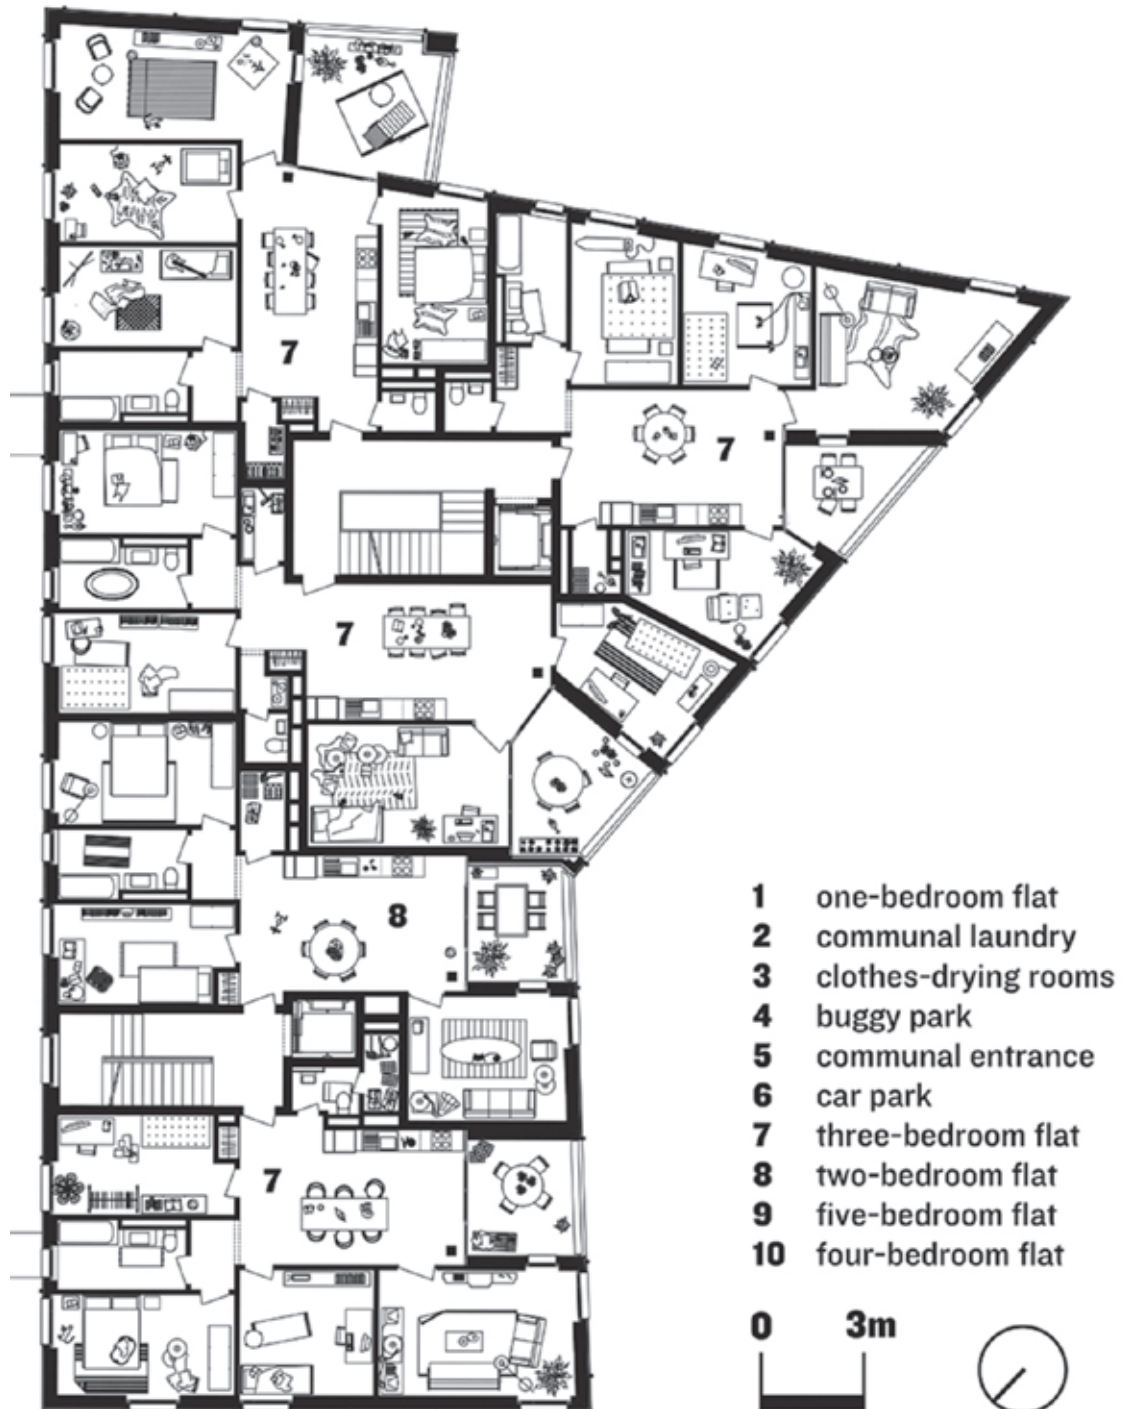 7
7
7
8
7
1 one-bedroom flat
2 communal laundry
3 clothes-drying rooms
4 buggy park
5 communal entrance
6 car park
7 three-bedroom flat
8 two-bedroom flat
9 five-bedroom flat
10 four-bedroom flat
0 3m